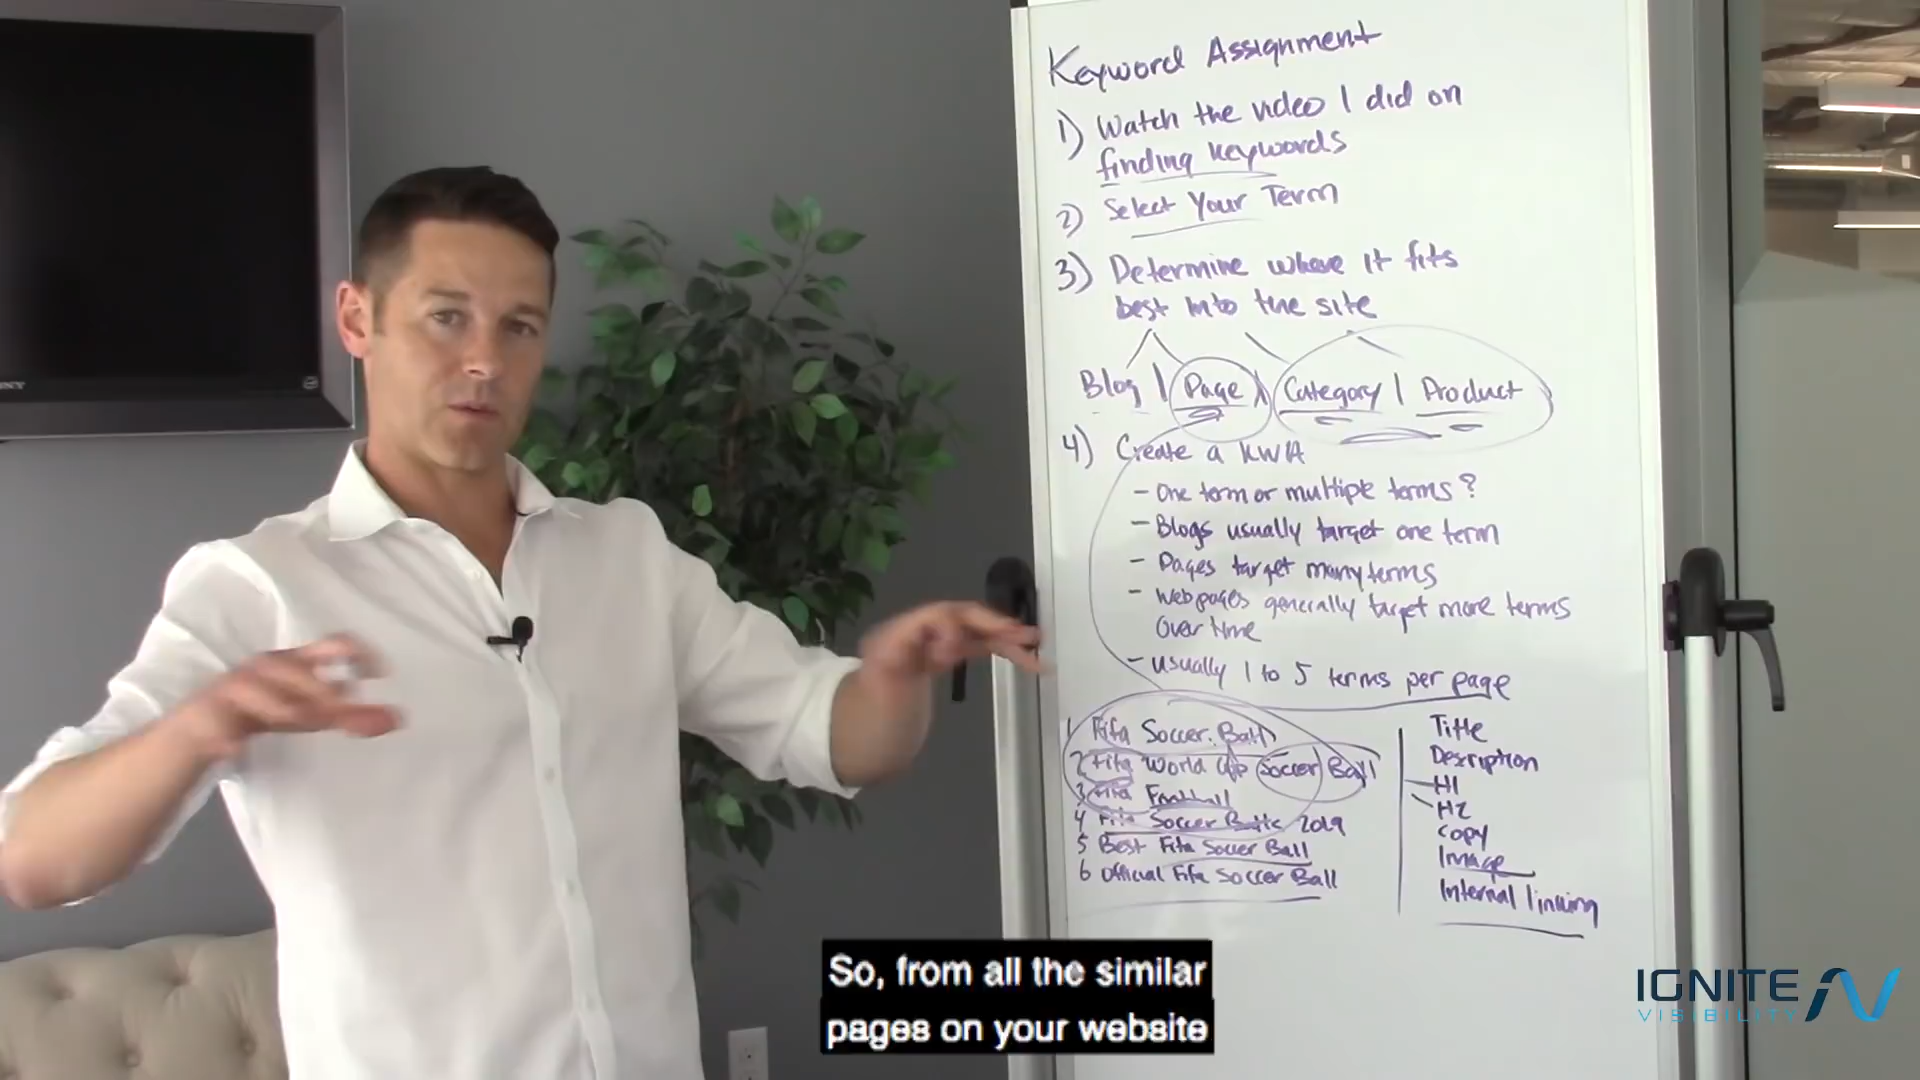 Keyword Assignment
1) Watch the video I did on
finding keywords
2) Select Your Term
3) Determine where it fits
best into the site
Blog | Page | Category | Product
4) Create a KWA
- One term or multiple terms?
- Blogs usually target one term
- Pages target many terms
- Webpages generally target more terms
over time
- usually 1 to 5 terms per page
1 Fifa Soccer Ball
2 Fifa World Cup Soccer Ball
3 Fifa Football
4 Fifa Soccer Balls 2019
5 Best Fifa Soccer Ball
6 Official Fifa Soccer Ball
Title
Description
H1
H2
Copy
Image
Internal linking
SONY
So, from all the similar
pages on your website
IGNITE
VISIBILITY